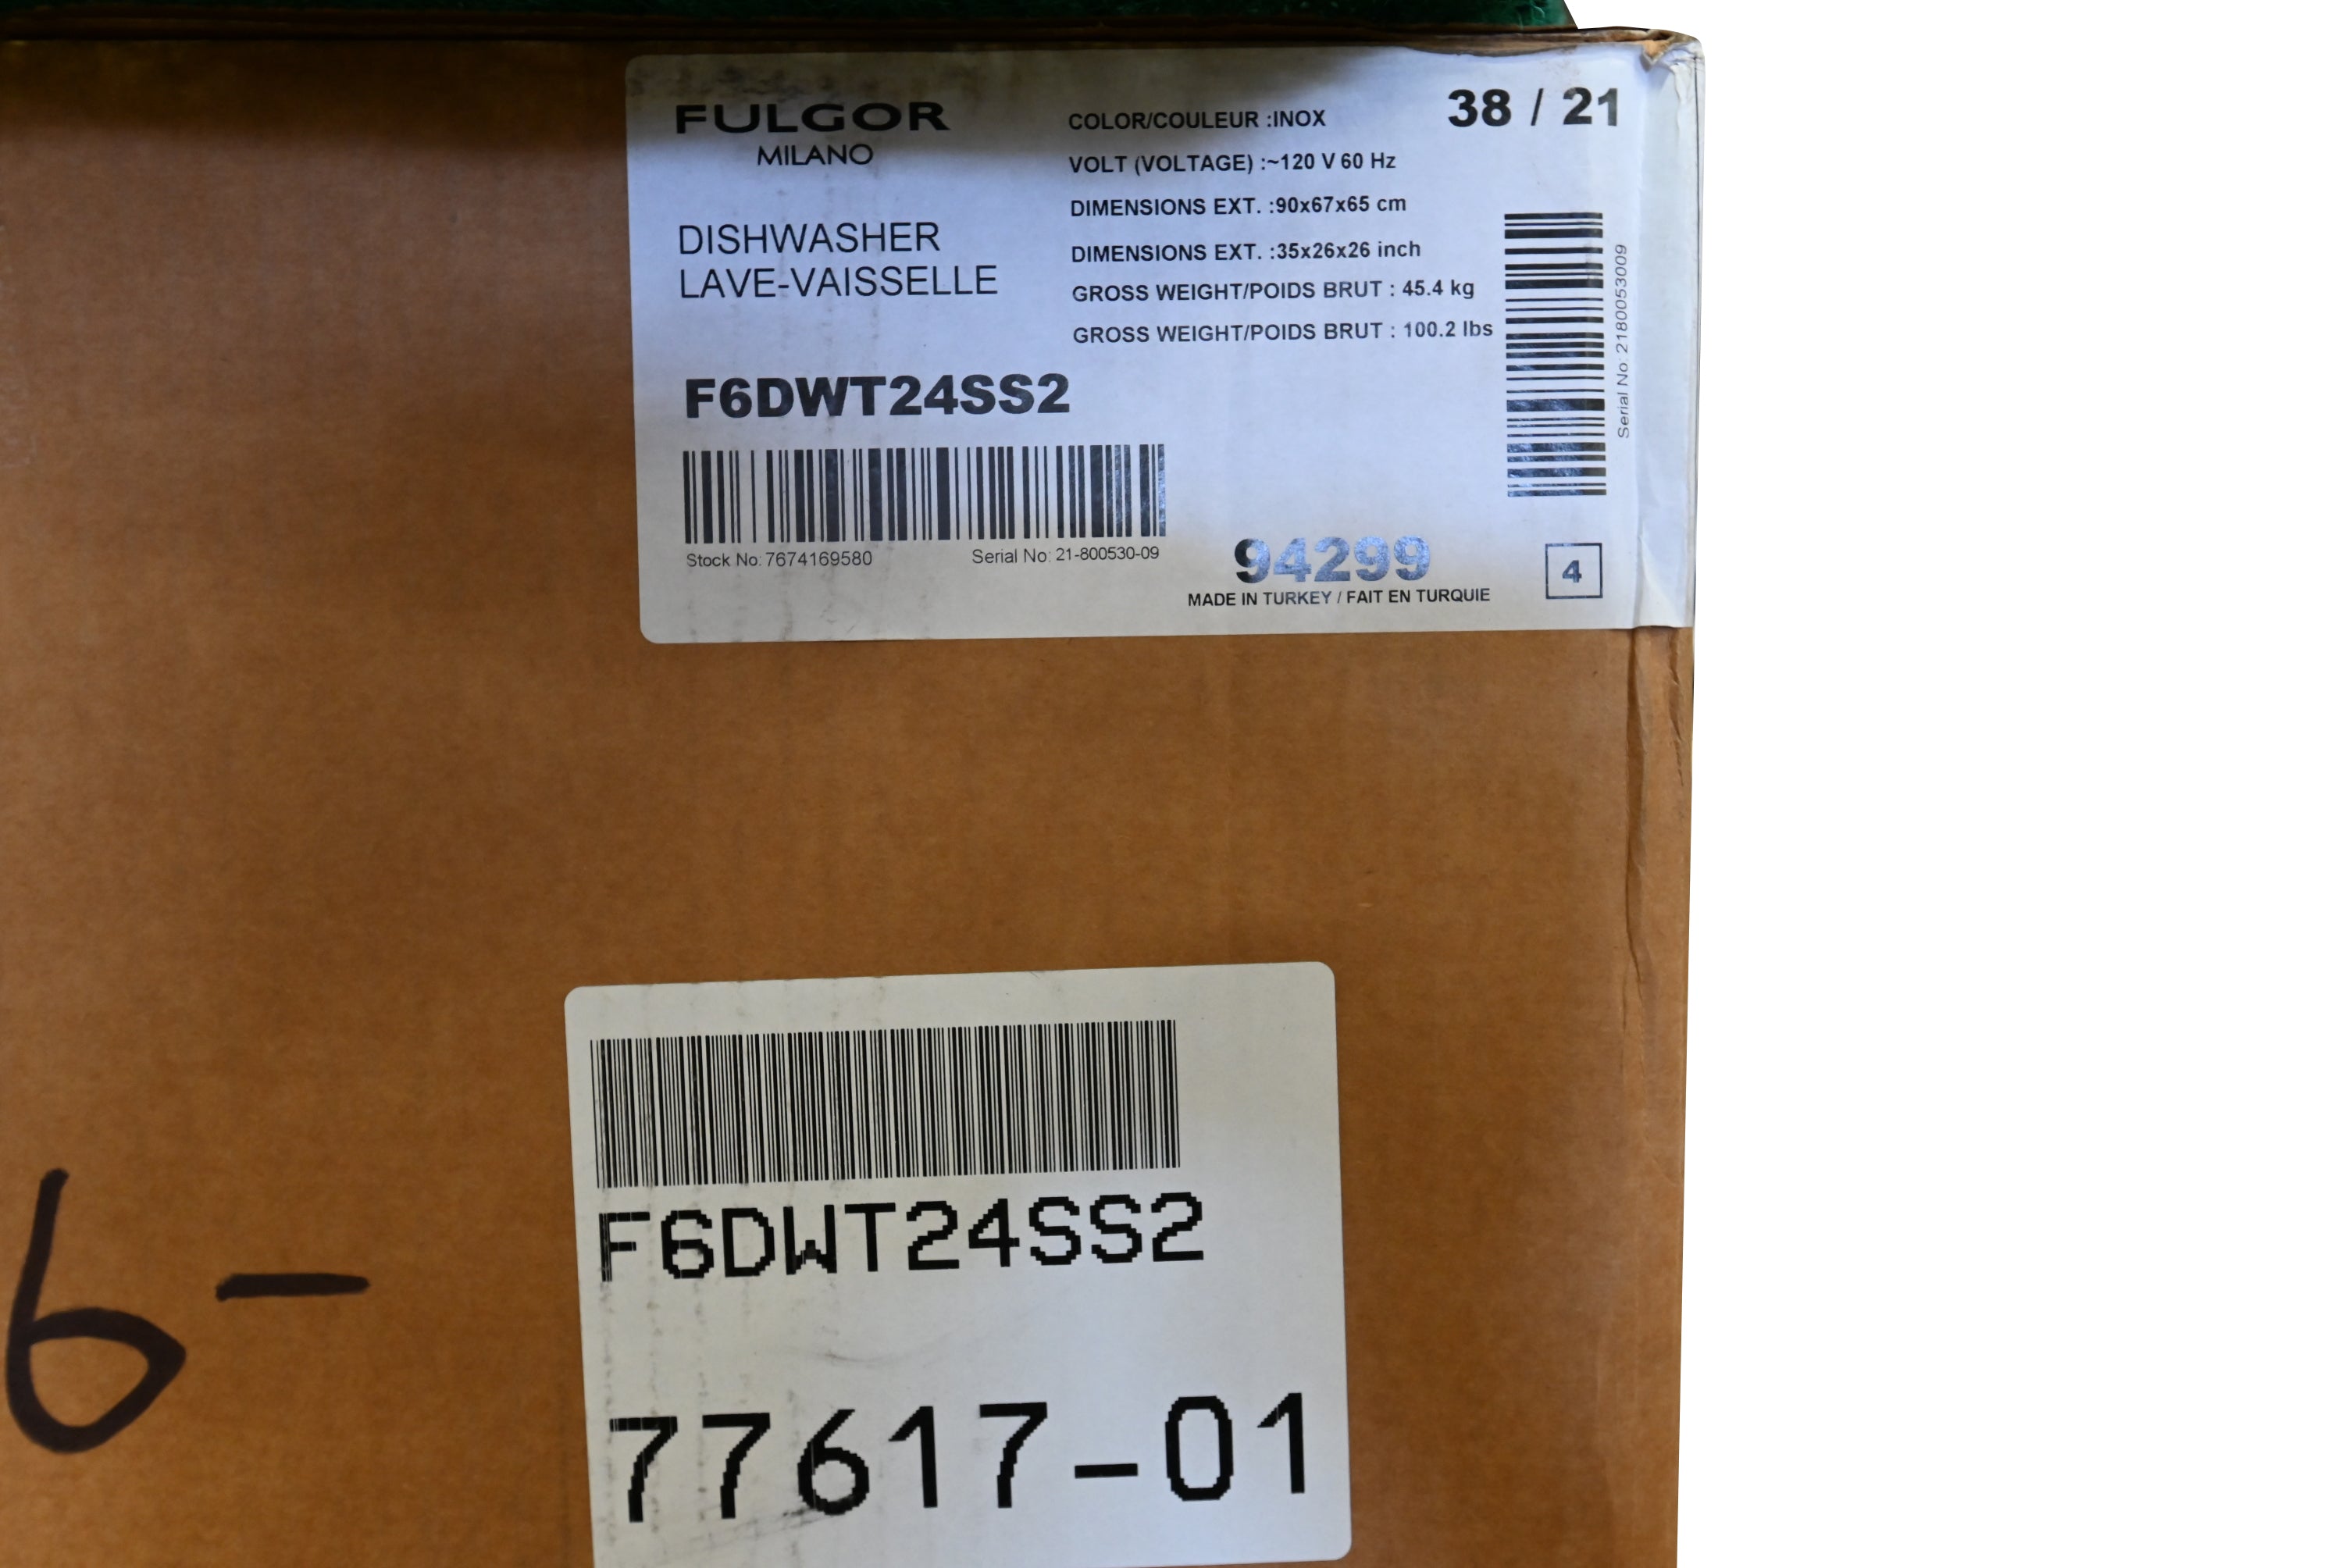 FULGOR
MILANO
DISHWASHER
LAVE-VAISSELLE
F6DWT24SS2
Stock No: 7674169580 Serial No: 21-800530-09
COLOR/COULEUR :INOX
VOLT (VOLTAGE) :~120 V 60 Hz
DIMENSIONS EXT. :90x67x65 cm
DIMENSIONS EXT. :35x26x26 inch
GROSS WEIGHT/POIDS BRUT : 45.4 kg
GROSS WEIGHT/POIDS BRUT : 100.2 lbs
38 / 21
Serial No: 2180053009
94299
MADE IN TURKEY / FAIT EN TURQUIE
4
F6DWT24SS2
77617-01
6-